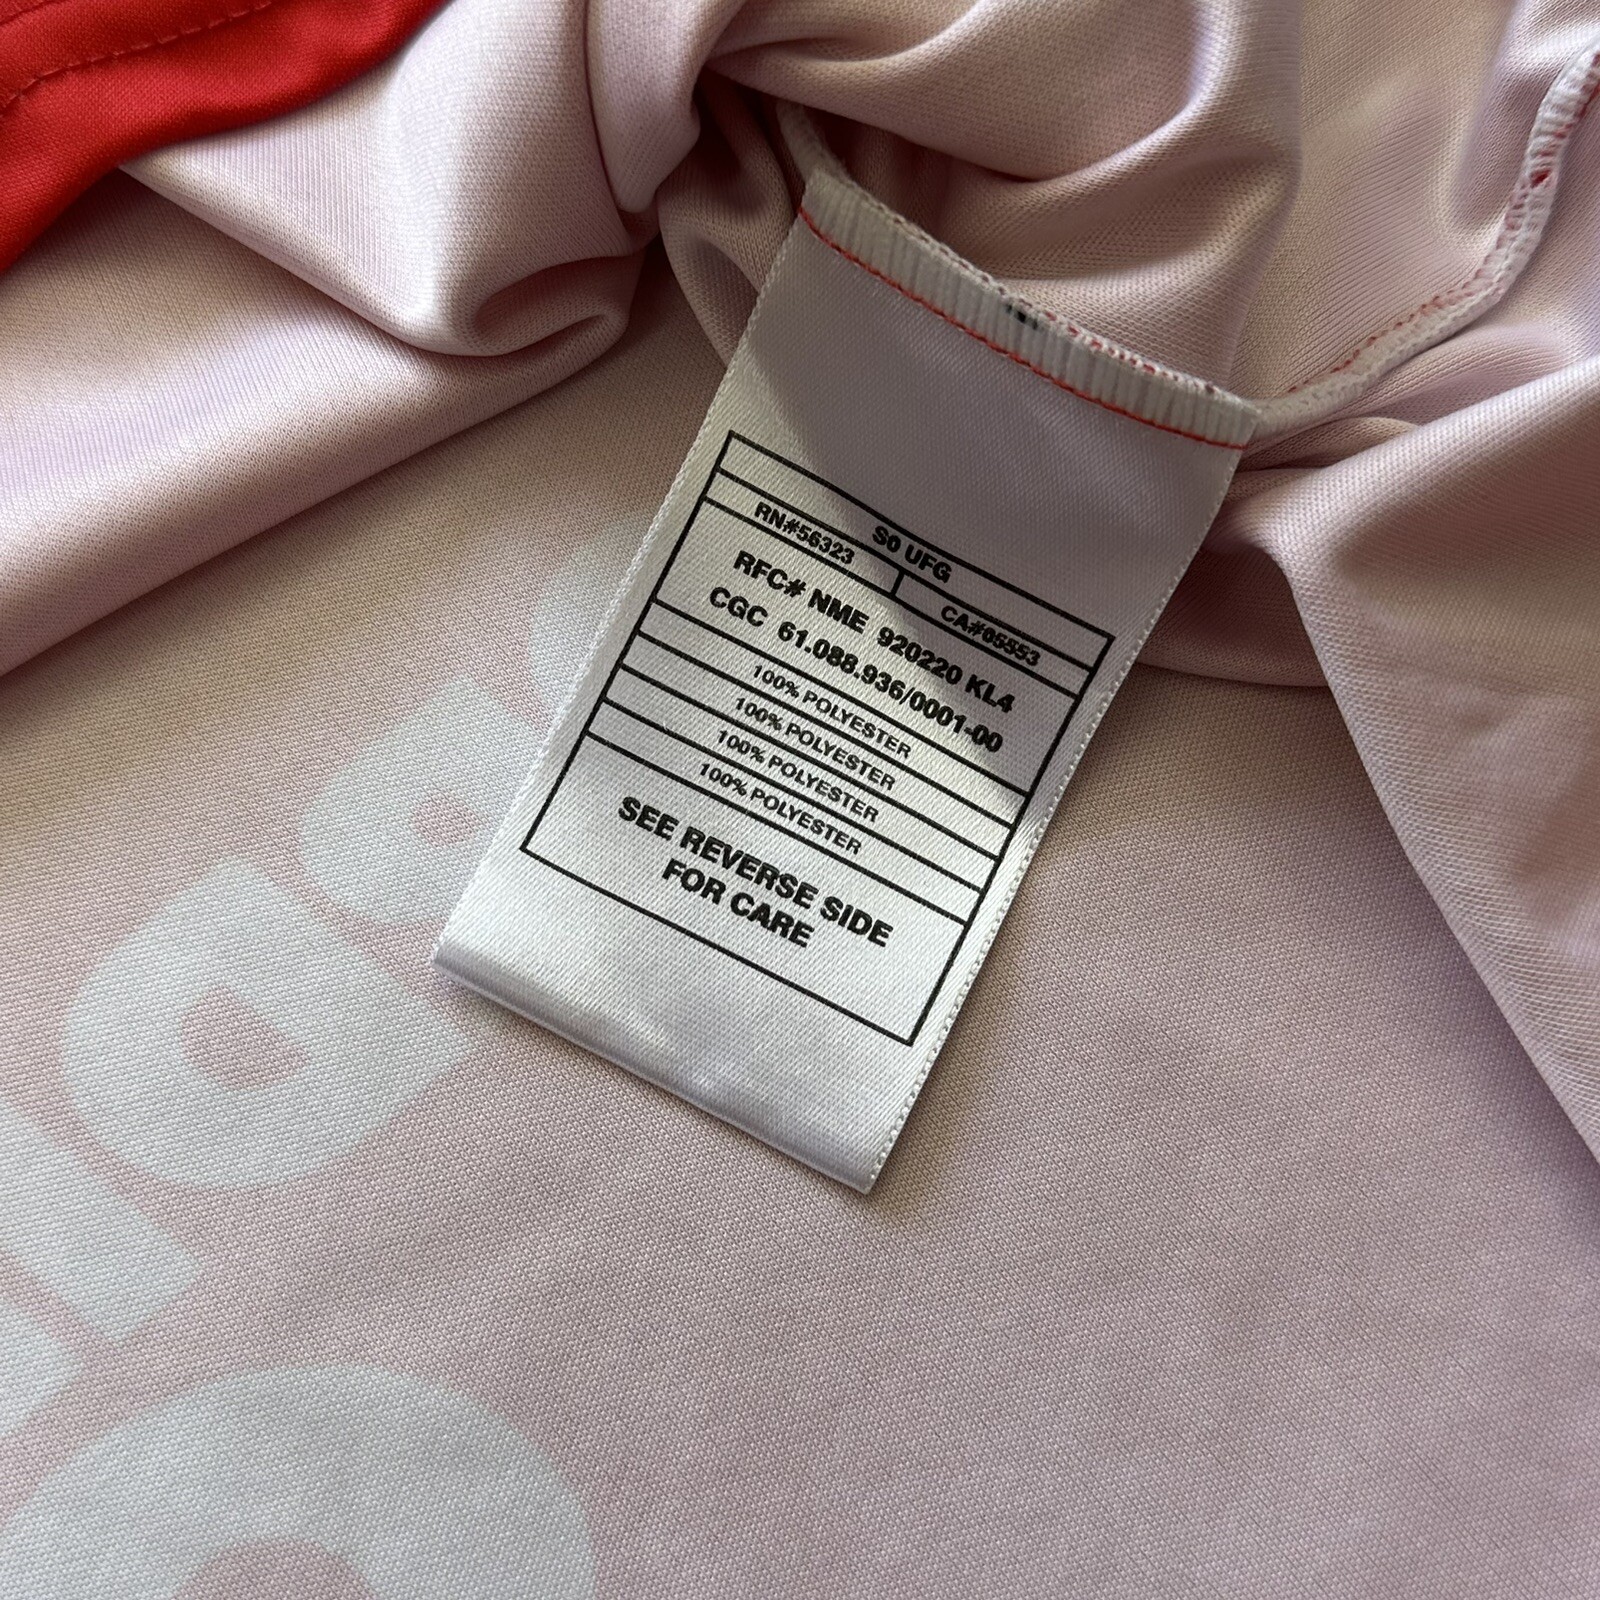 S0 UFG
RN#56323
CA#05553
RFC# NME 920220 KL4
CGC 61.088.936/0001-00
100% POLYESTER
100% POLYESTER
100% POLYESTER
100% POLYESTER
SEE REVERSE SIDE
FOR CARE